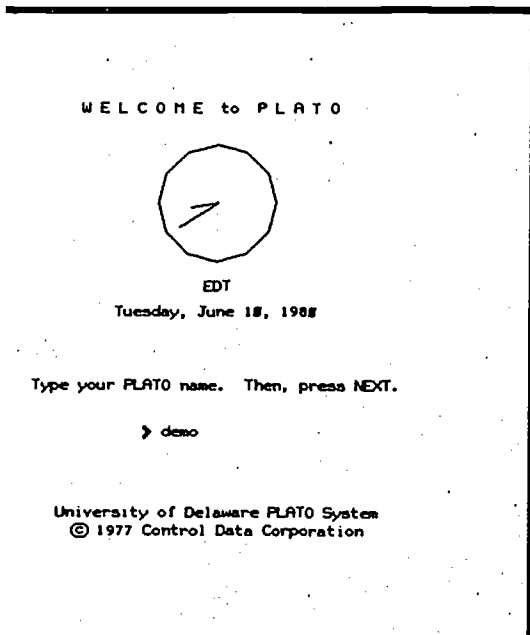 WELCOME to PLATO
EDT
Tuesday, June 10, 1980
Type your PLATO name. Then, press NEXT.
> demo
University of Delaware PLATO System
© 1977 Control Data Corporation